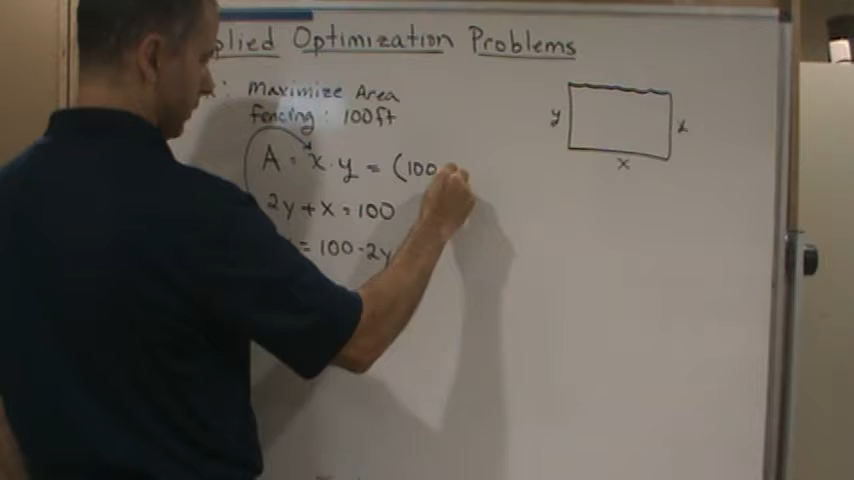 plied Optimization Problems
: Maximize Area
fencing : 100ft
A = x · y = (100
2y + x = 100
= 100 - 2y
y
x